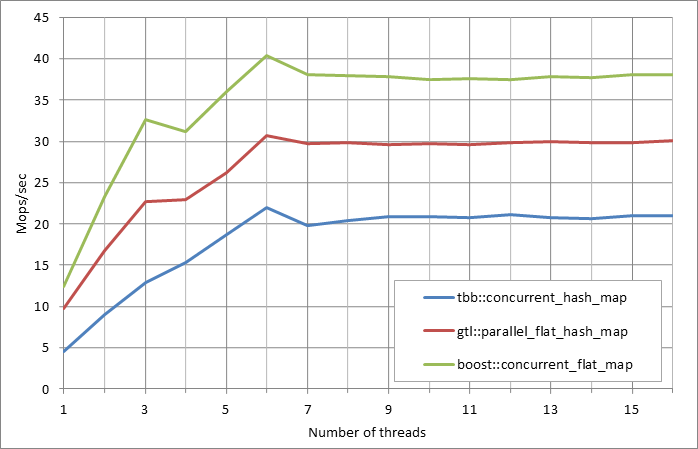 45
40
35
30
25
20
15
10
5
0
Mops/sec
tbb::concurrent_hash_map
gtl::parallel_flat_hash_map
boost::concurrent_flat_map
1 3 5 7 9 11 13 15
Number of threads